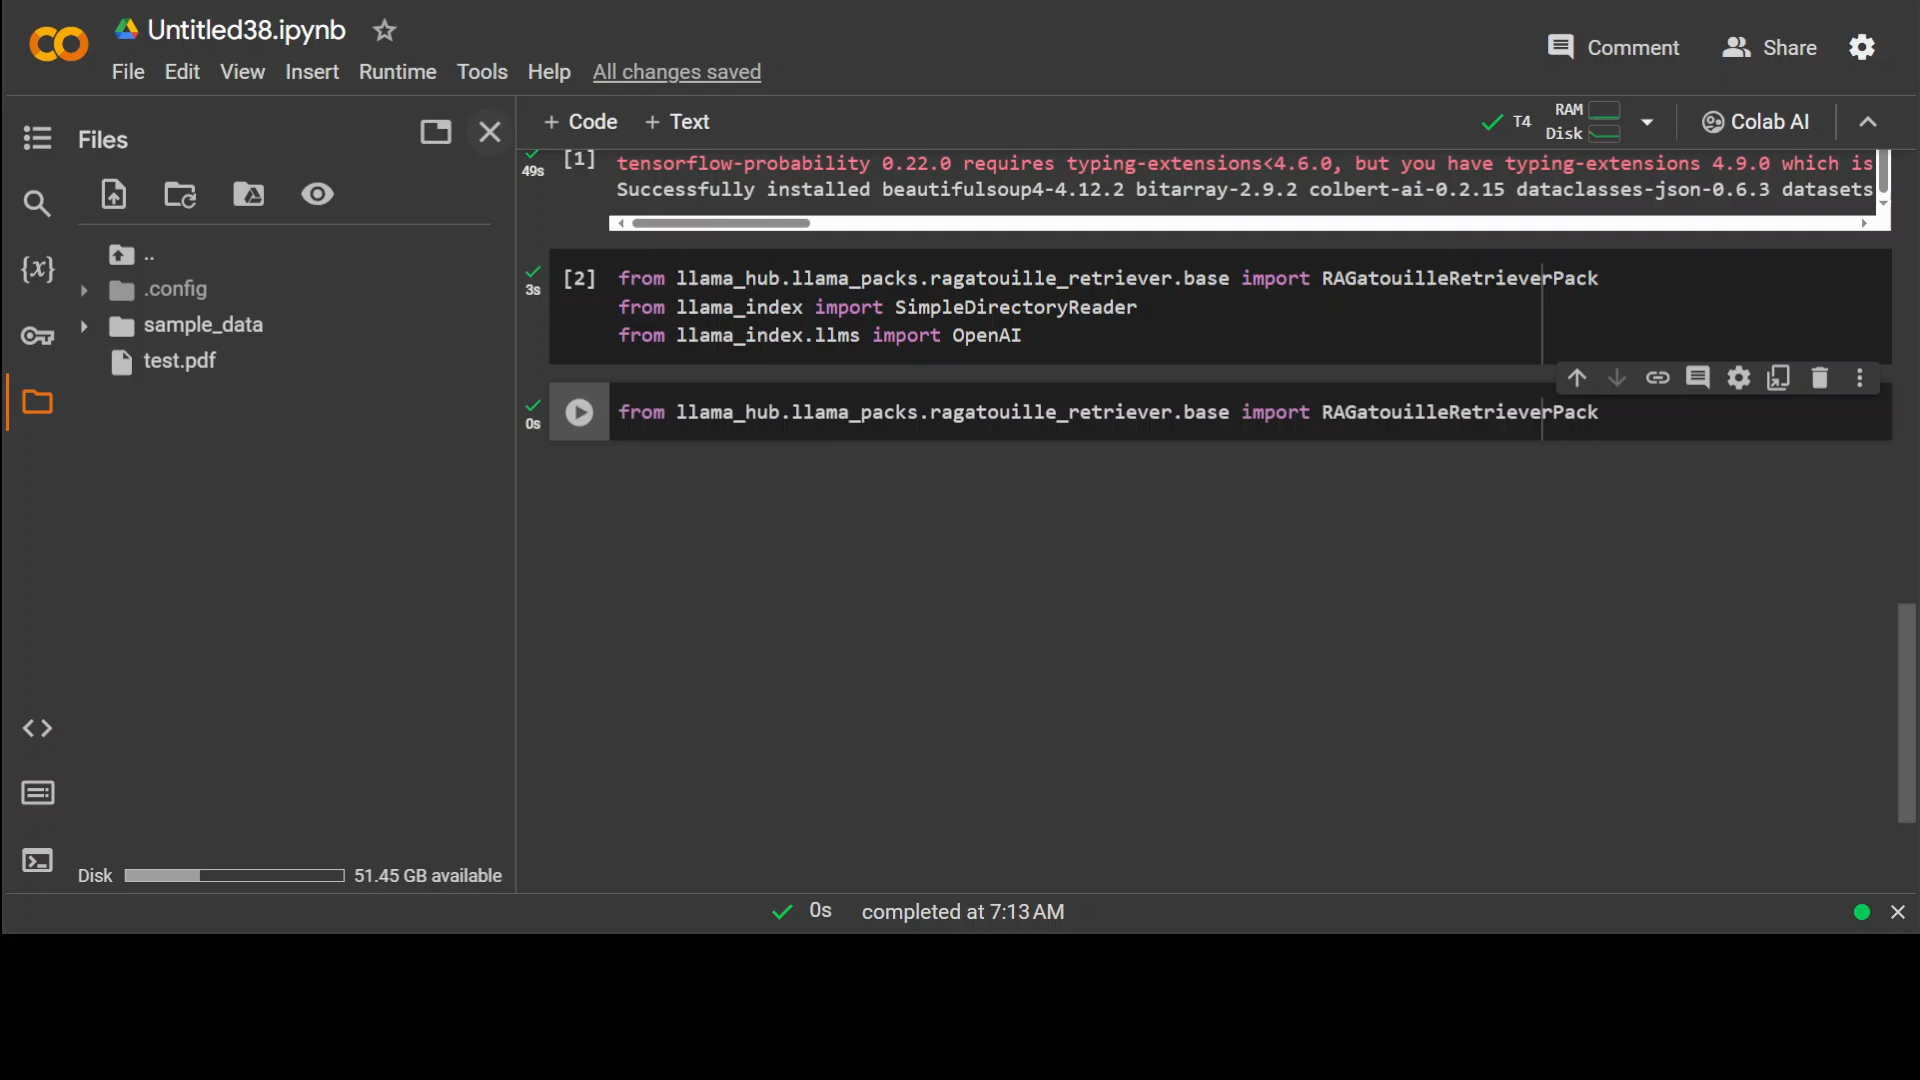 Untitled38.ipynb
File Edit View Insert Runtime Tools Help All changes saved
Comment Share
Files
+ Code + Text
T4 RAM Disk
Colab AI
{x}
..
.config
sample_data
test.pdf
49s [1] tensorflow-probability 0.22.0 requires typing-extensions<4.6.0, but you have typing-extensions 4.9.0 which is
Successfully installed beautifulsoup4-4.12.2 bitarray-2.9.2 colbert-ai-0.2.15 dataclasses-json-0.6.3 datasets
3s [2] from llama_hub.llama_packs.ragatouille_retriever.base import RAGatouilleRetrieverPack
from llama_index import SimpleDirectoryReader
from llama_index.llms import OpenAI
0s from llama_hub.llama_packs.ragatouille_retriever.base import RAGatouilleRetrieverPack
Disk 51.45 GB available
0s completed at 7:13 AM